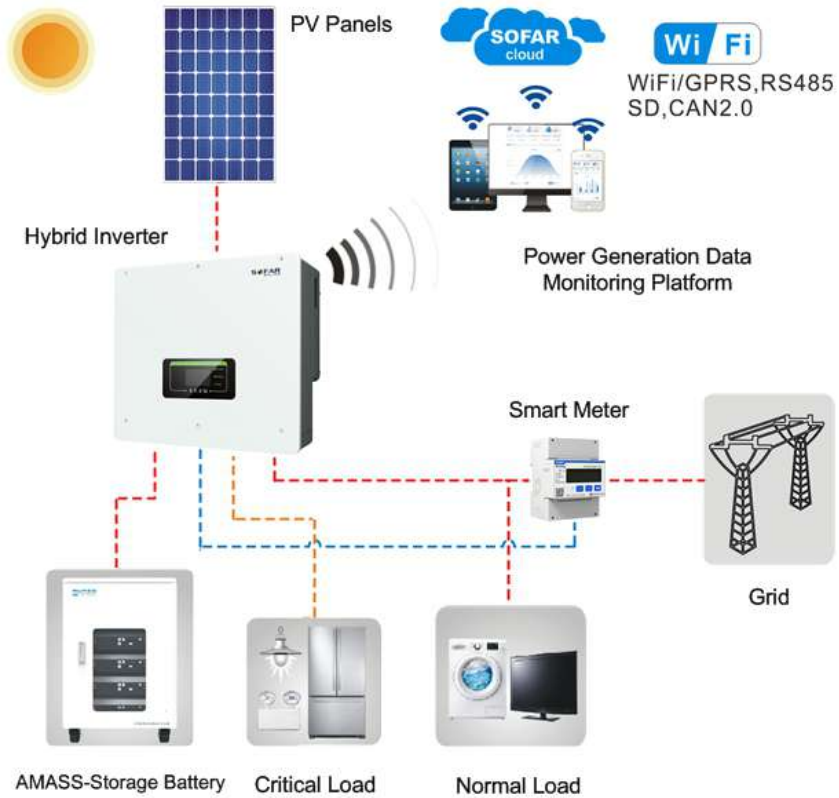 PV Panels
SOFAR
cloud
Wi Fi
WiFi/GPRS,RS485
SD,CAN2.0
Hybrid Inverter
SOFAR
Power Generation Data
Monitoring Platform
Smart Meter
Grid
AMASS-Storage Battery
Critical Load
Normal Load